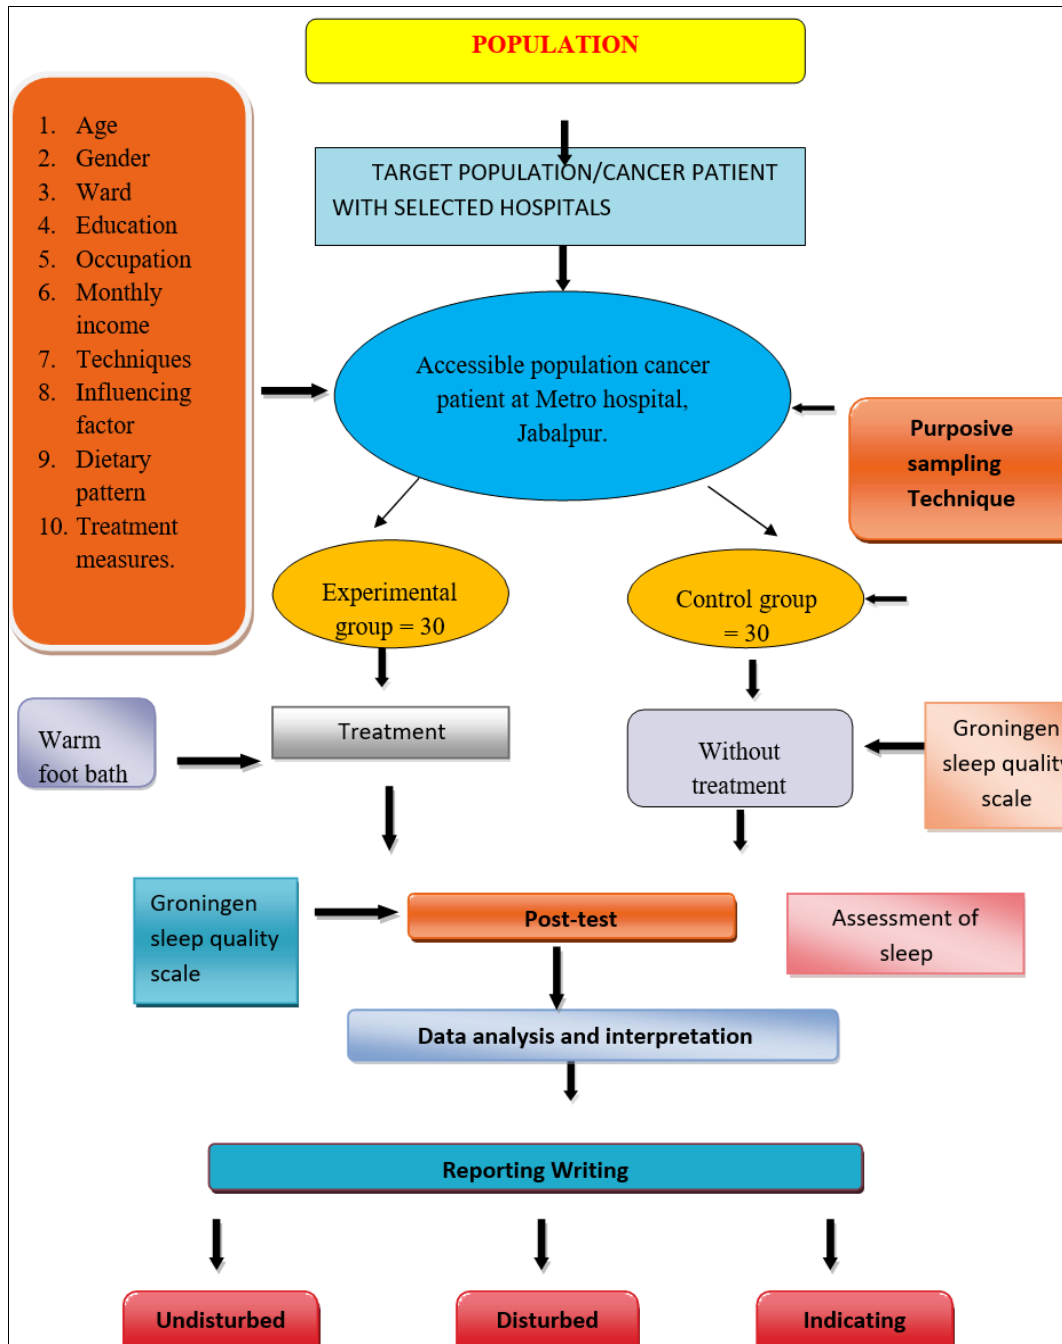 POPULATION
1. Age
2. Gender
3. Ward
4. Education
5. Occupation
6. Monthly
income
7. Techniques
8. Influencing
factor
9. Dietary
pattern
10. Treatment
measures.
TARGET POPULATION/CANCER PATIENT
WITH SELECTED HOSPITALS
Accessible population cancer
patient at Metro hospital,
Jabalpur.
Purposive
sampling
Technique
Experimental
group = 30
Control group
= 30
Warm
foot bath
Treatment
Without
treatment
Groningen
sleep quality
scale
Groningen
sleep quality
scale
Post-test
Assessment of
sleep
Data analysis and interpretation
Reporting Writing
Undisturbed
Disturbed
Indicating